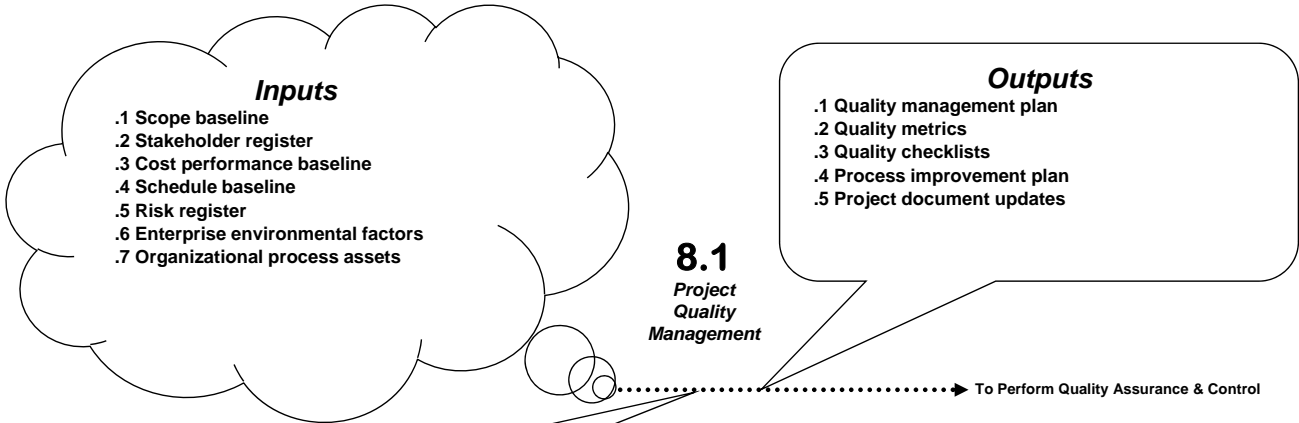 Inputs
.1 Scope baseline
.2 Stakeholder register
.3 Cost performance baseline
.4 Schedule baseline
.5 Risk register
.6 Enterprise environmental factors
.7 Organizational process assets
8.1
Project
Quality
Management
Outputs
.1 Quality management plan
.2 Quality metrics
.3 Quality checklists
.4 Process improvement plan
.5 Project document updates
To Perform Quality Assurance & Control